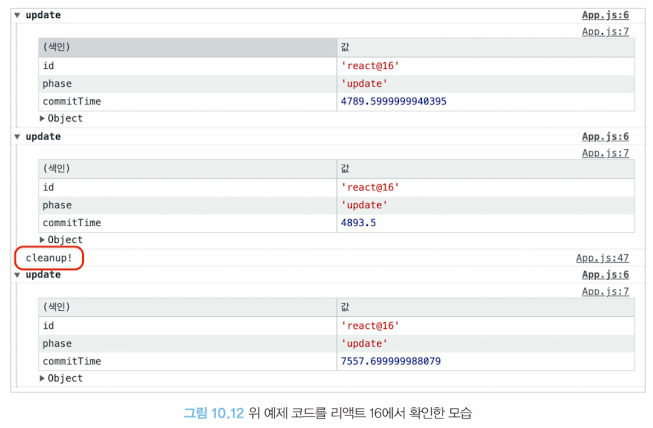 ▼ update App.js:6
App.js:7
(색인) 값
id 'react@16'
phase 'update'
commitTime 4789.5999999940395
▶ Object
▼ update App.js:6
App.js:7
(색인) 값
id 'react@16'
phase 'update'
commitTime 4893.5
▶ Object
cleanup! App.js:47
▼ update App.js:6
App.js:7
(색인) 값
id 'react@16'
phase 'update'
commitTime 7557.699999988079
▶ Object
그림 10.12 위 예제 코드를 리액트 16에서 확인한 모습